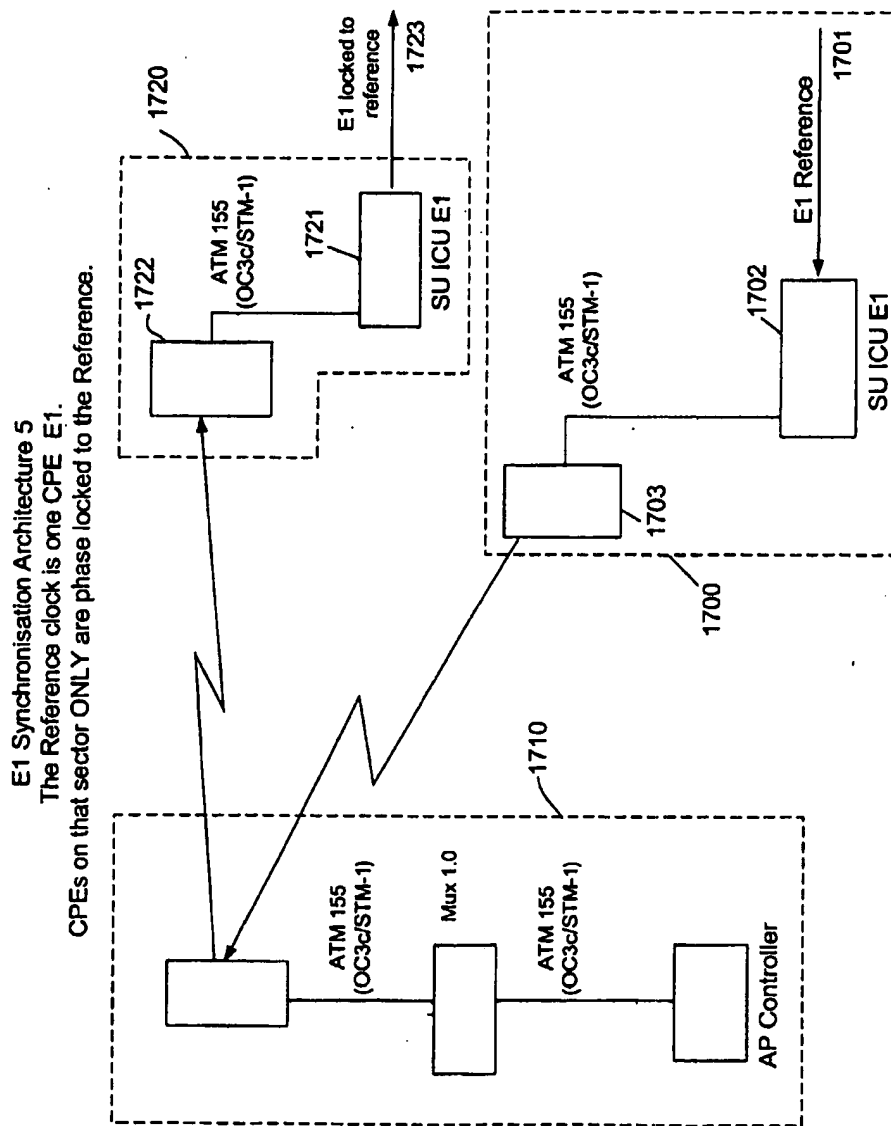 E1 Synchronisation Architecture 5
The Reference clock is one CPE E1.
CPEs on that sector ONLY are phase locked to the Reference.
1710
ATM 155
(OC3c/STM-1)
Mux 1.0
ATM 155
(OC3c/STM-1)
AP Controller
1720
1722
ATM 155
(OC3c/STM-1)
1721
SU ICU E1
E1 locked to
reference
1723
1700
1703
ATM 155
(OC3c/STM-1)
1702
SU ICU E1
E1 Reference
1701